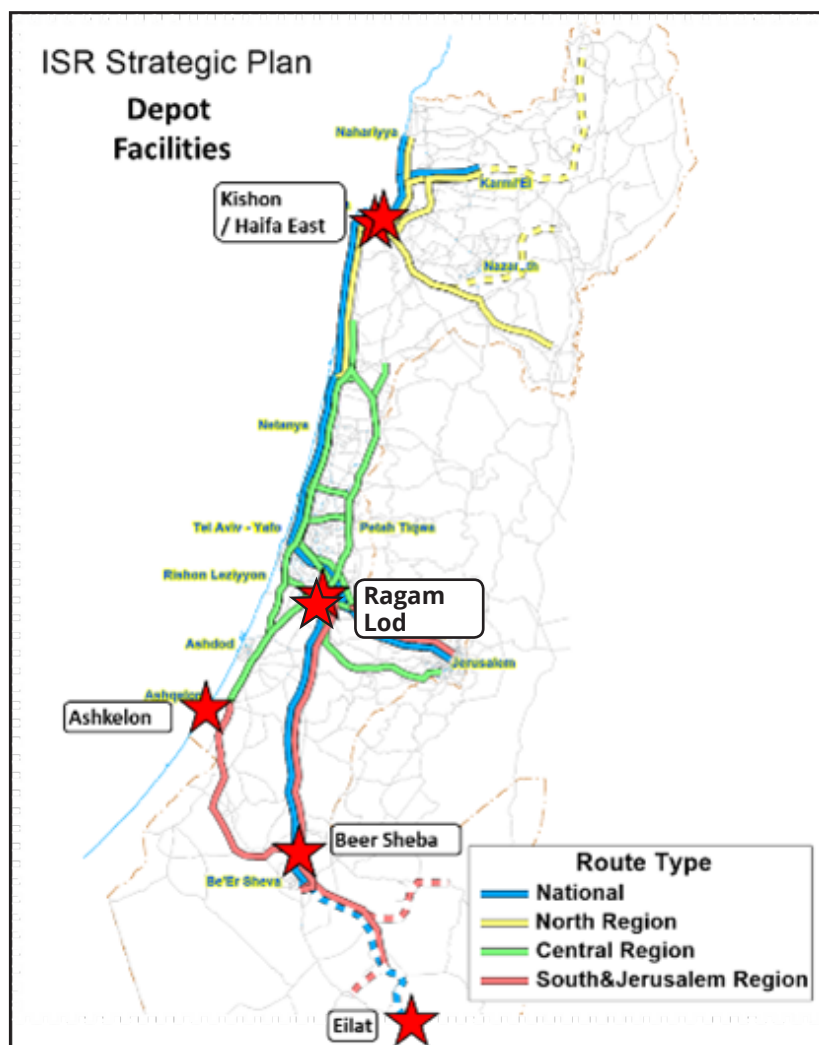 ISR Strategic Plan
Depot
Facilities
Nahariyya
Karmi'El
Kishon
/ Haifa East
Netanya
Tel Aviv - Yafo
Petah Tiqwa
Rishon Leziyyon
Ragam
Lod
Ashdod
Jerusalem
Ashkelon
Beer Sheba
Be'Er Sheva
Route Type
National
North Region
Central Region
South&Jerusalem Region
Eilat